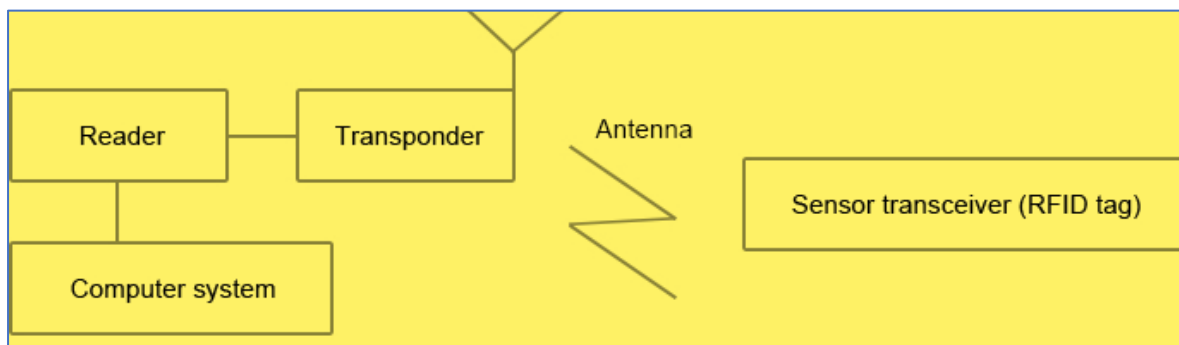 Reader
Transponder
Antenna
Sensor transceiver (RFID tag)
Computer system